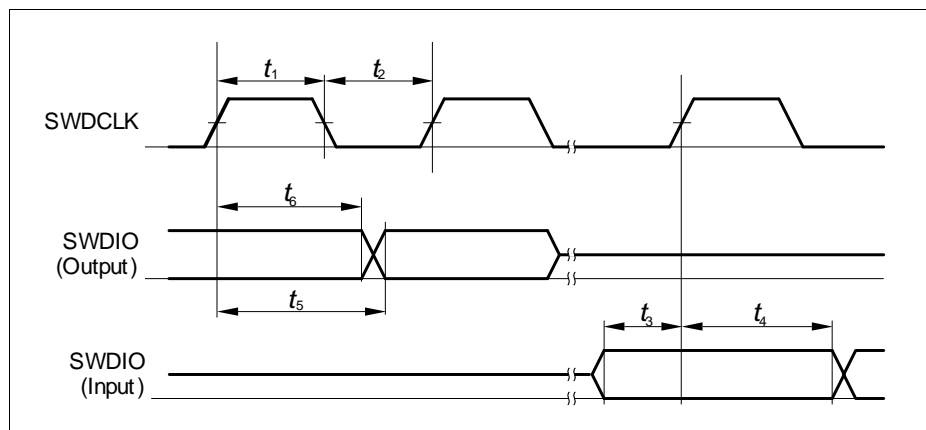 t₁
t₂
SWDCLK
t₆
SWDIO
(Output)
t₅
t₃
t₄
SWDIO
(Input)